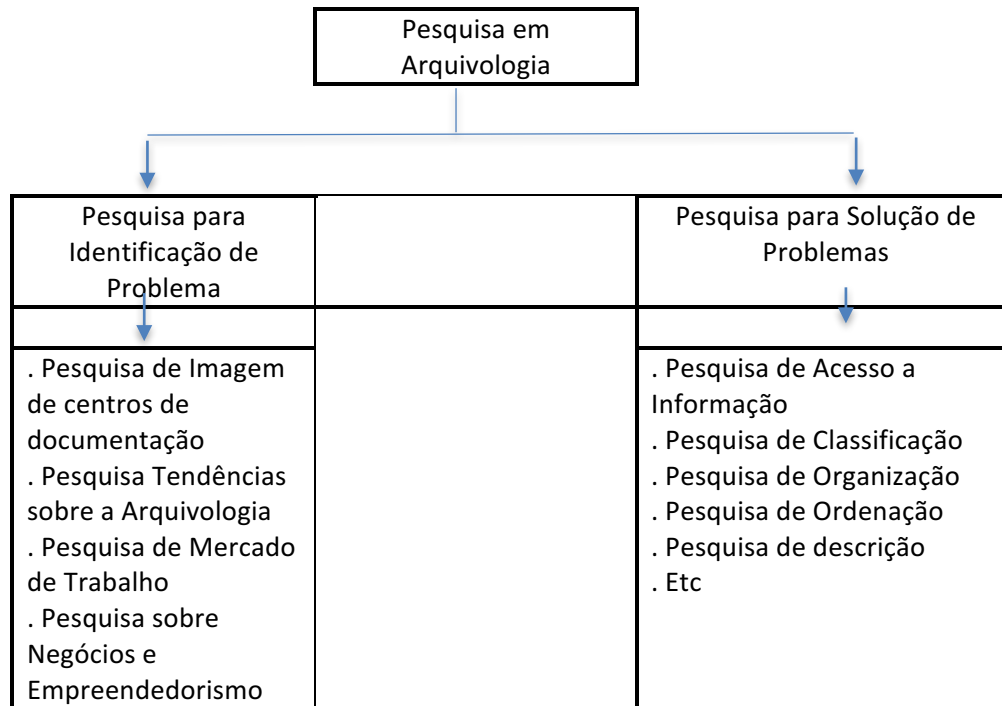 Pesquisa em
Arquivologia
Pesquisa para
Identificação de
Problema
Pesquisa para Solução de
Problemas
. Pesquisa de Imagem
de centros de
documentação
. Pesquisa Tendências
sobre a Arquivologia
. Pesquisa de Mercado
de Trabalho
. Pesquisa sobre
Negócios e
Empreendedorismo
. Pesquisa de Acesso a
Informação
. Pesquisa de Classificação
. Pesquisa de Organização
. Pesquisa de Ordenação
. Pesquisa de descrição
. Etc